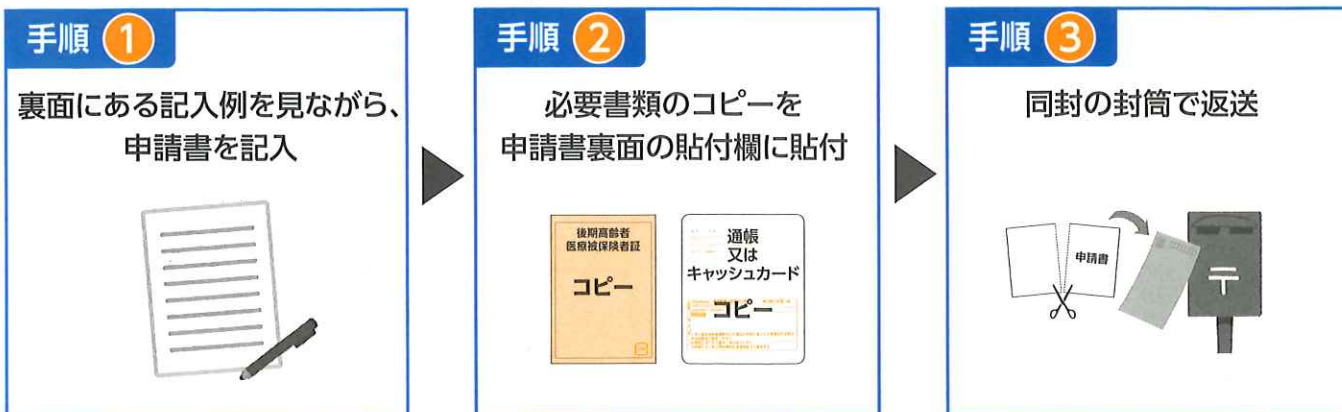 手順 1
裏面にある記入例を見ながら、
申請書を記入
手順 2
必要書類のコピーを
申請書裏面の貼付欄に貼付
後期高齢者
医療被保険者証
コピー
通帳
又は
キャッシュカード
コピー
手順 3
同封の封筒で返送
申請書
〒